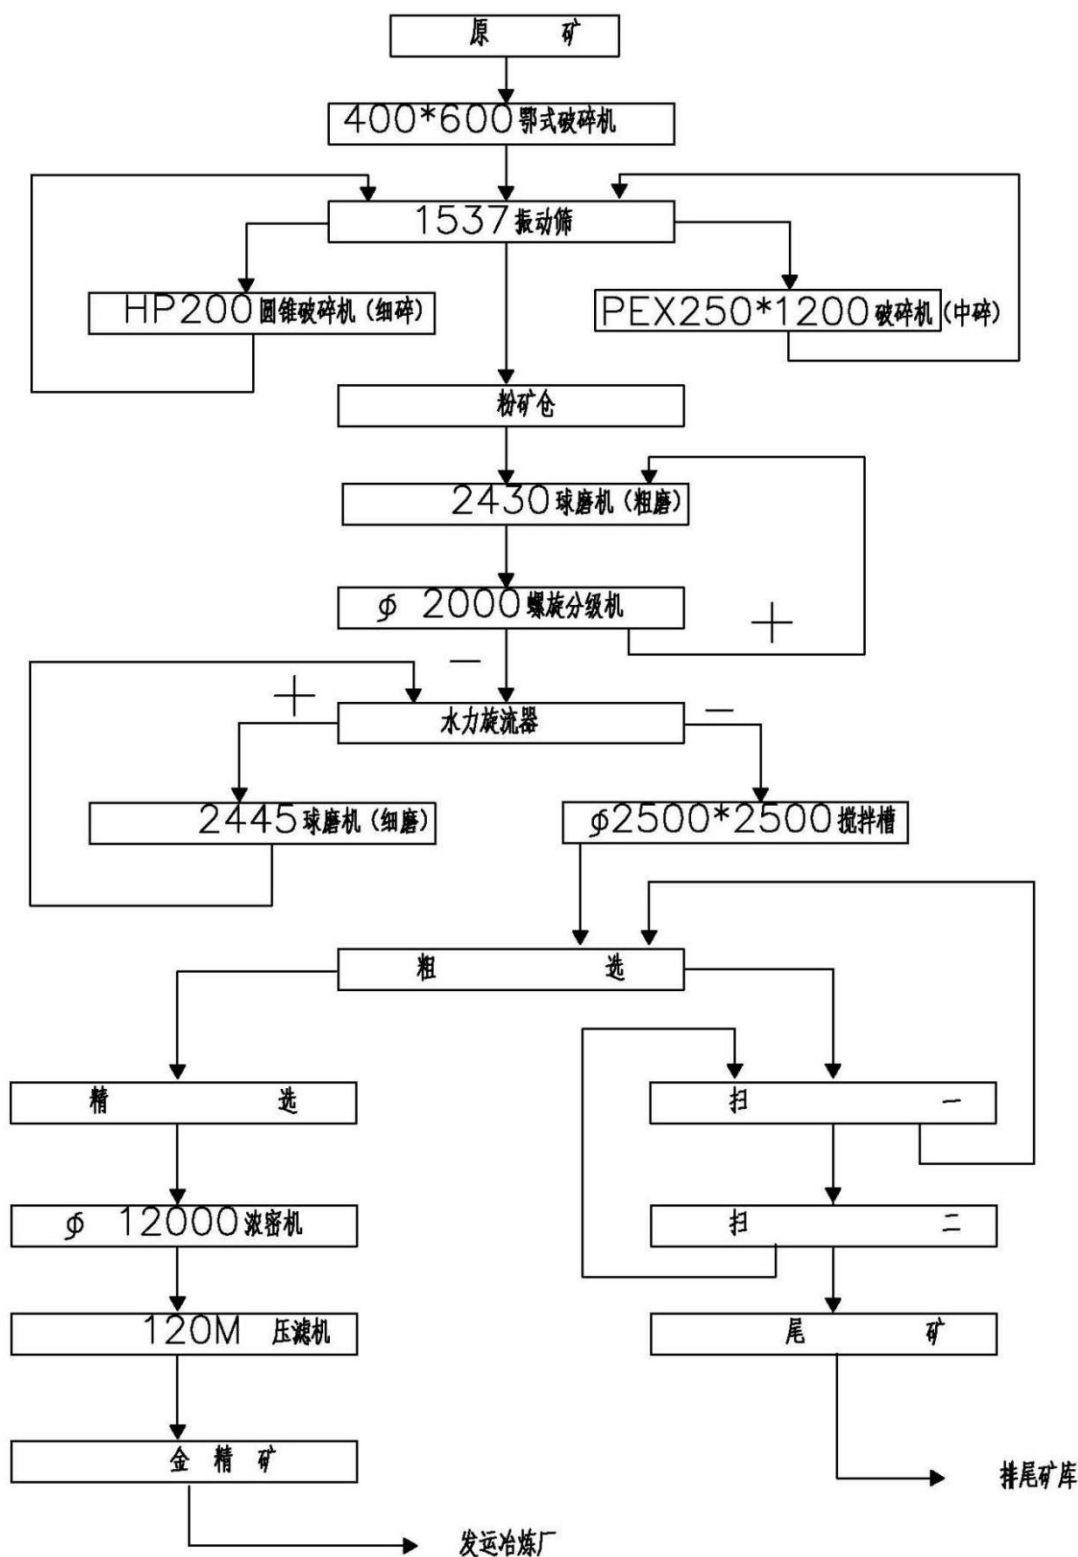 原 矿
400*600鄂式破碎机
1537振动筛
HP200圆锥破碎机(细碎)
PEX250*1200破碎机(中碎)
粉矿仓
2430球磨机(粗磨)
∮ 2000螺旋分级机
+
−
+
水力旋流器
−
2445球磨机(细磨)
∮2500*2500搅拌槽
粗 选
精 选
扫 一
∮ 12000浓密机
扫 二
120M 压滤机
尾 矿
金 精 矿
排尾矿库
发运冶炼厂